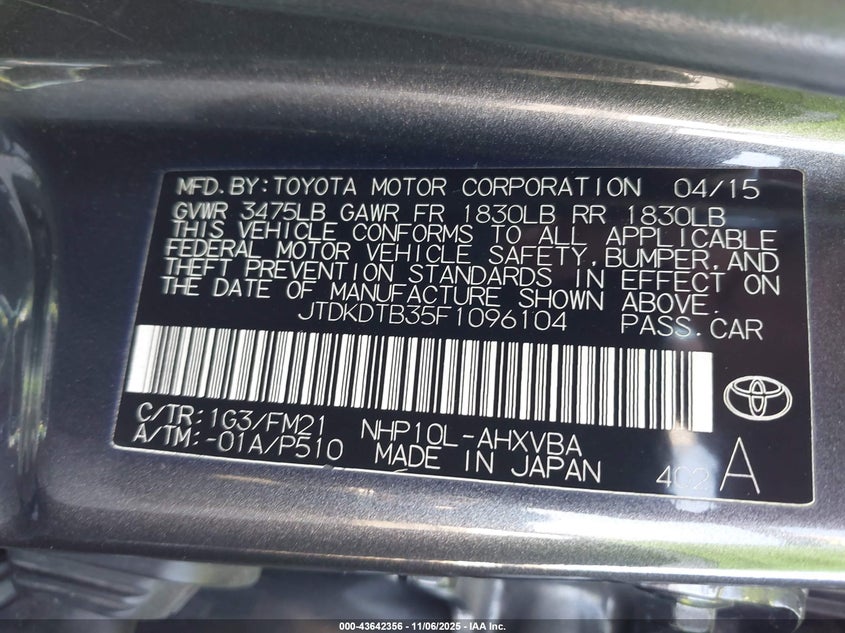 MFD. BY: TOYOTA MOTOR CORPORATION 04/15
GVWR 3475LB GAWR FR 1830LB RR 1830LB
THIS VEHICLE CONFORMS TO ALL APPLICABLE
FEDERAL MOTOR VEHICLE SAFETY, BUMPER, AND
THEFT PREVENTION STANDARDS IN EFFECT ON
THE DATE OF MANUFACTURE SHOWN ABOVE.
JTDKDTB35F1096104 PASS. CAR
C/TR: 1G3/FM21 NHP10L-AHXVBA
A/TM: -01A/P510 MADE IN JAPAN 4C2 A
000-43642356 - 11/06/2025 - IAA Inc.